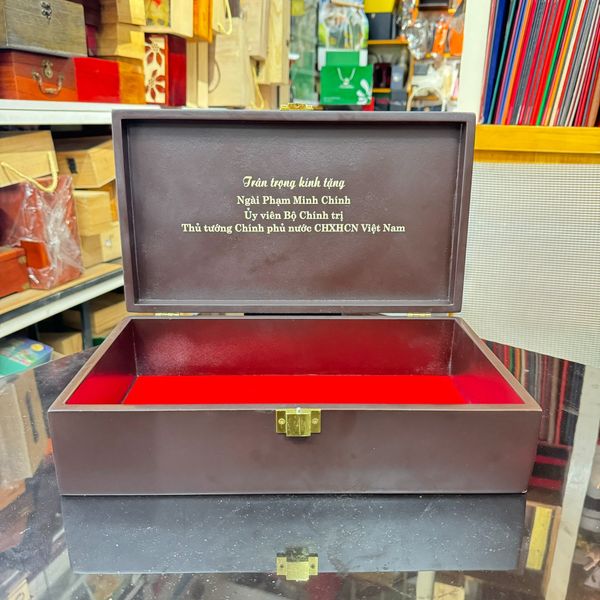 Trân trọng kính tặng
Ngài Phạm Minh Chính
Ủy viên Bộ Chính trị
Thủ tướng Chính phủ nước CHXHCN Việt Nam